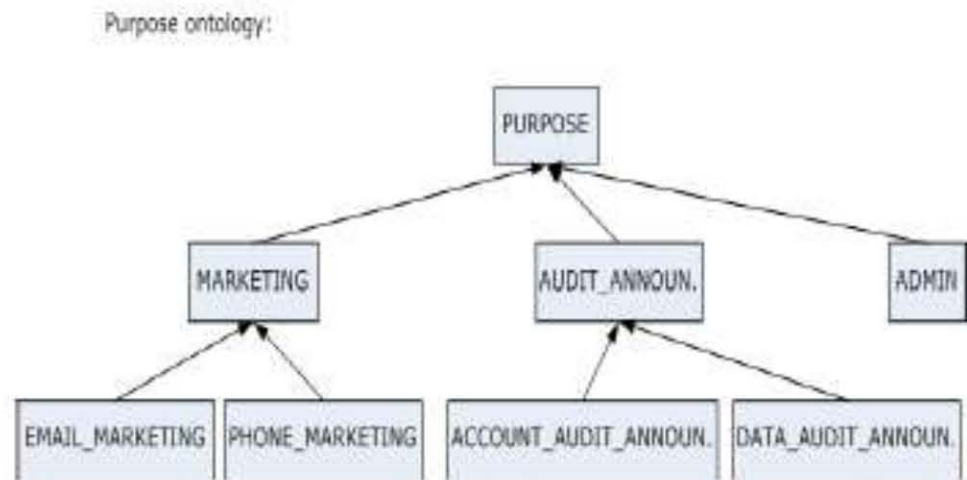 Purpose ontology:
PURPOSE
MARKETING
AUDIT_ANNOUN.
ADMIN
EMAIL_MARKETING
PHONE_MARKETING
ACCOUNT_AUDIT_ANNOUN.
DATA_AUDIT_ANNOUN.